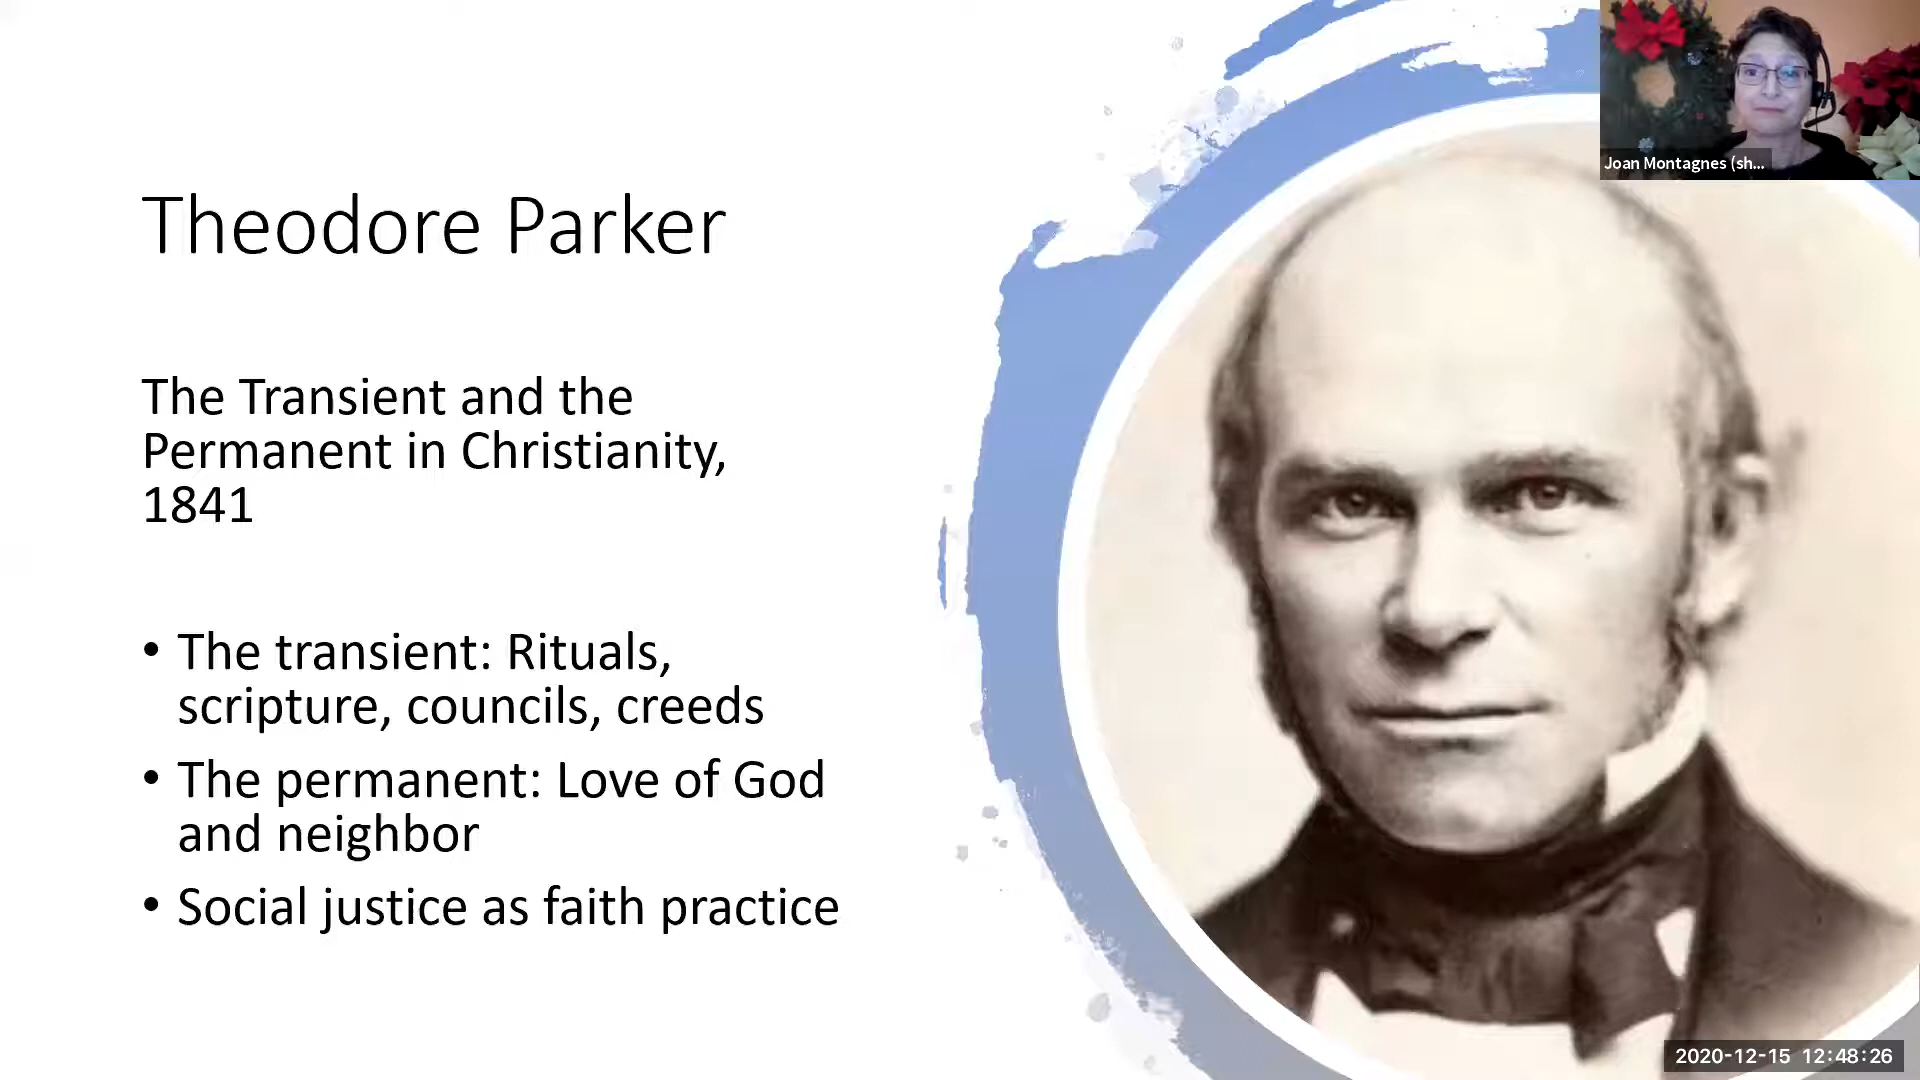 Theodore Parker
The Transient and the
Permanent in Christianity,
1841
• The transient: Rituals,
scripture, councils, creeds
• The permanent: Love of God
and neighbor
• Social justice as faith practice
Joan Montagnes (sh...
2020-12-15 12:48:26